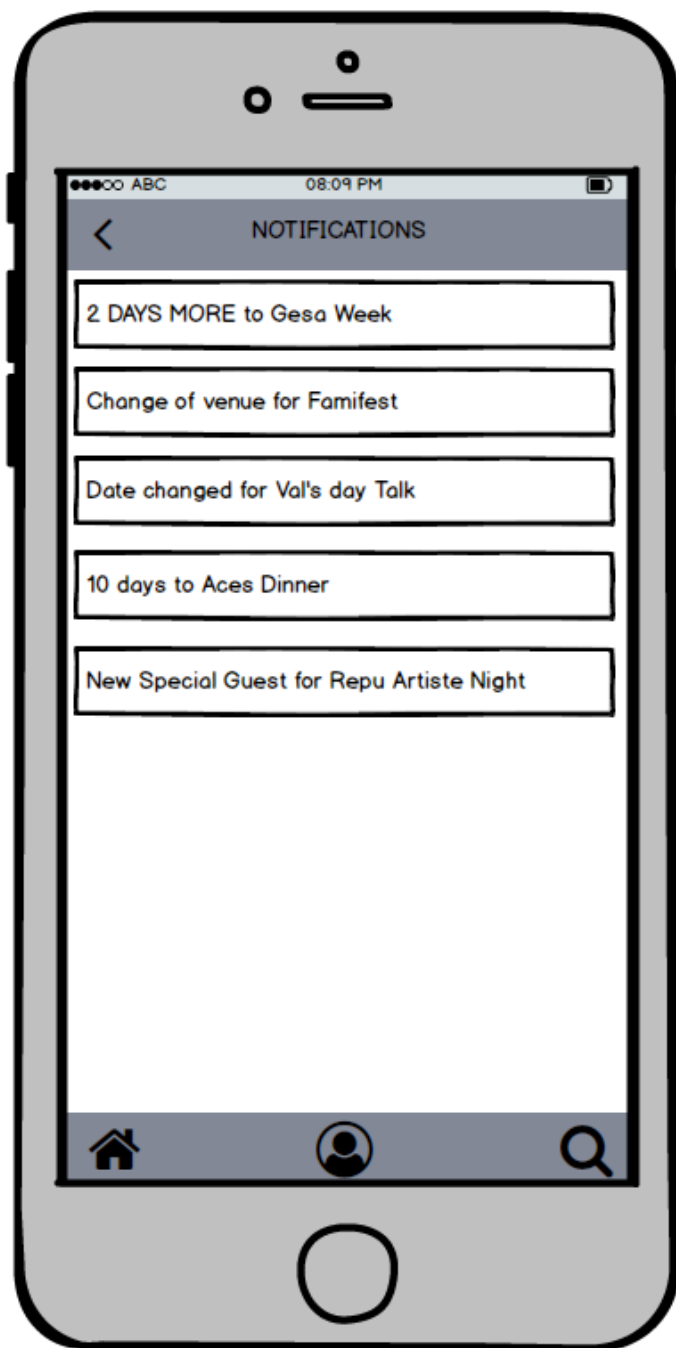 ABC 08:09 PM
NOTIFICATIONS
2 DAYS MORE to Gesa Week
Change of venue for Famifest
Date changed for Val's day Talk
10 days to Aces Dinner
New Special Guest for Repu Artiste Night